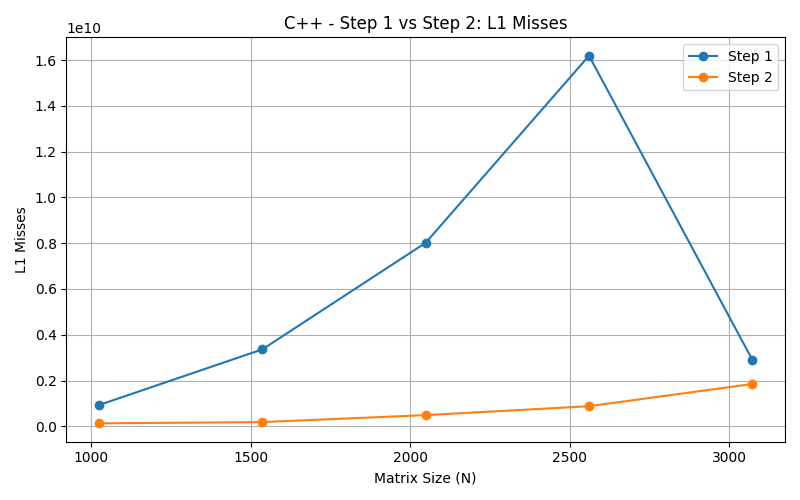 C++ - Step 1 vs Step 2: L1 Misses
1e10
Step 1
Step 2
L1 Misses
1.6
1.4
1.2
1.0
0.8
0.6
0.4
0.2
0.0
1000 1500 2000 2500 3000
Matrix Size (N)